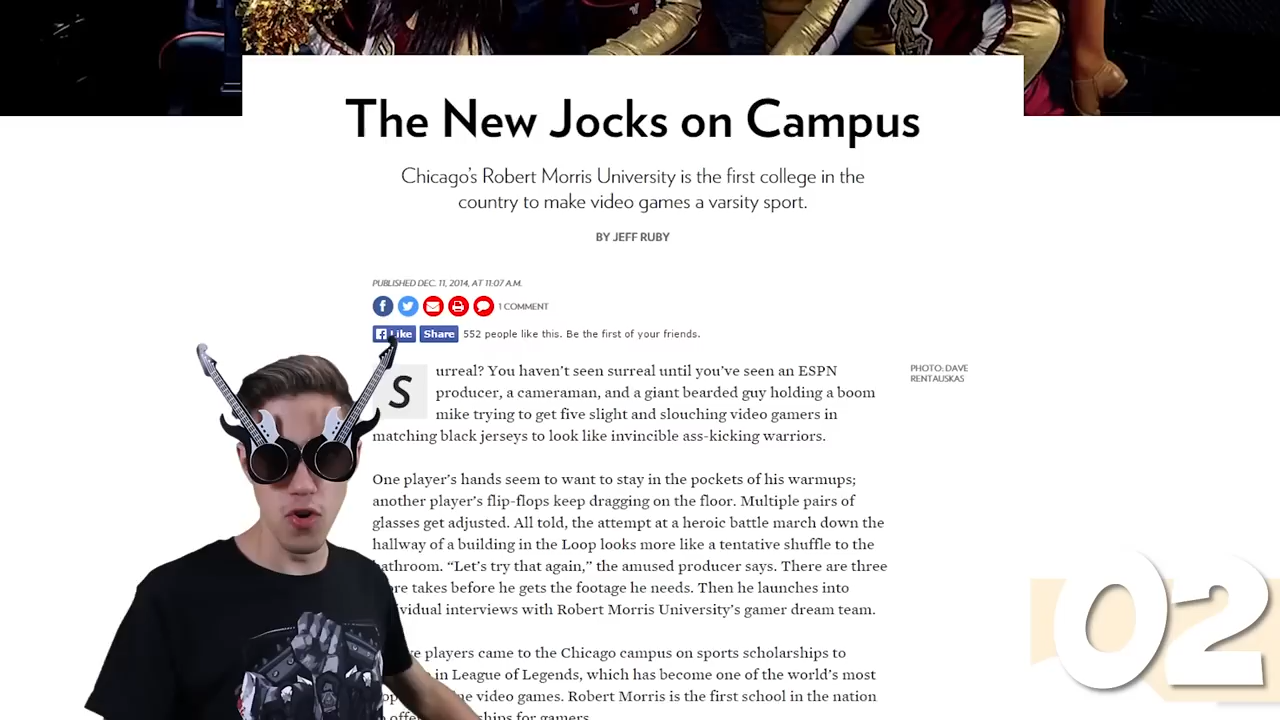 The New Jocks on Campus
Chicago's Robert Morris University is the first college in the
country to make video games a varsity sport.
BY JEFF RUBY
PUBLISHED DEC. 11, 2014, AT 11:07 A.M.
1 COMMENT
Like Share 552 people like this. Be the first of your friends.
PHOTO: DAVE
RENTAUSKAS
Surreal? You haven't seen surreal until you've seen an ESPN
producer, a cameraman, and a giant bearded guy holding a boom
mike trying to get five slight and slouching video gamers in
matching black jerseys to look like invincible ass-kicking warriors.
One player's hands seem to want to stay in the pockets of his warmups;
another player's flip-flops keep dragging on the floor. Multiple pairs of
glasses get adjusted. All told, the attempt at a heroic battle march down the
hallway of a building in the Loop looks more like a tentative shuffle to the
bathroom. “Let's try that again,” the amused producer says. There are three
takes before he gets the footage he needs. Then he launches into
interviews with Robert Morris University's gamer dream team.
players came to the Chicago campus on sports scholarships to
in League of Legends, which has become one of the world's most
video games. Robert Morris is the first school in the nation
for gamers.
02